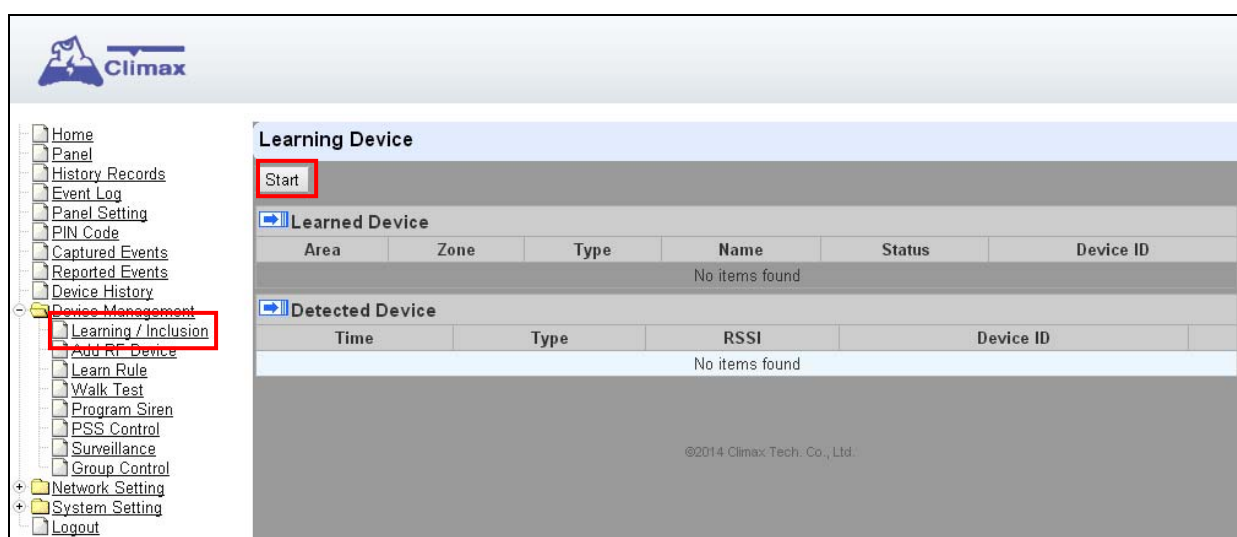 Climax
Home
Panel
History Records
Event Log
Panel Setting
PIN Code
Captured Events
Reported Events
Device History
Device Management
Learning / Inclusion
Add RF Device
Learn Rule
Walk Test
Program Siren
PSS Control
Surveillance
Group Control
Network Setting
System Setting
Logout
Learning Device
Start
Learned Device
Area Zone Type Name Status Device ID
No items found
Detected Device
Time Type RSSI Device ID
No items found
©2014 Climax Tech. Co., Ltd.